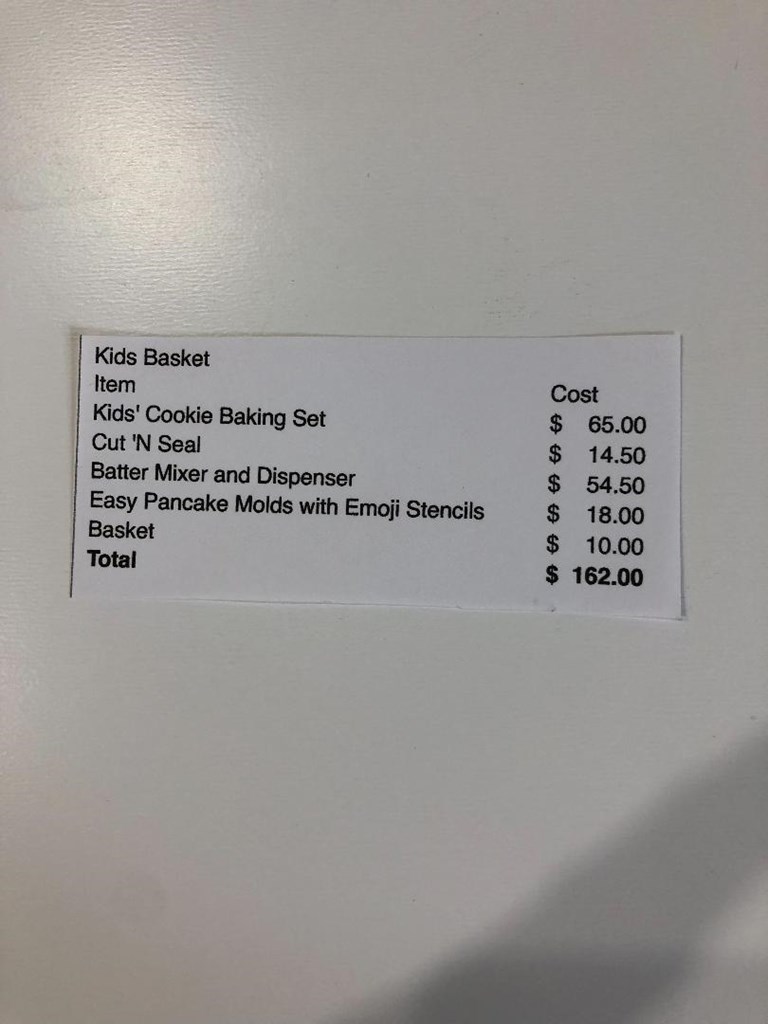 Kids Basket
Item Cost
Kids' Cookie Baking Set $ 65.00
Cut 'N Seal $ 14.50
Batter Mixer and Dispenser $ 54.50
Easy Pancake Molds with Emoji Stencils $ 18.00
Basket $ 10.00
Total $ 162.00